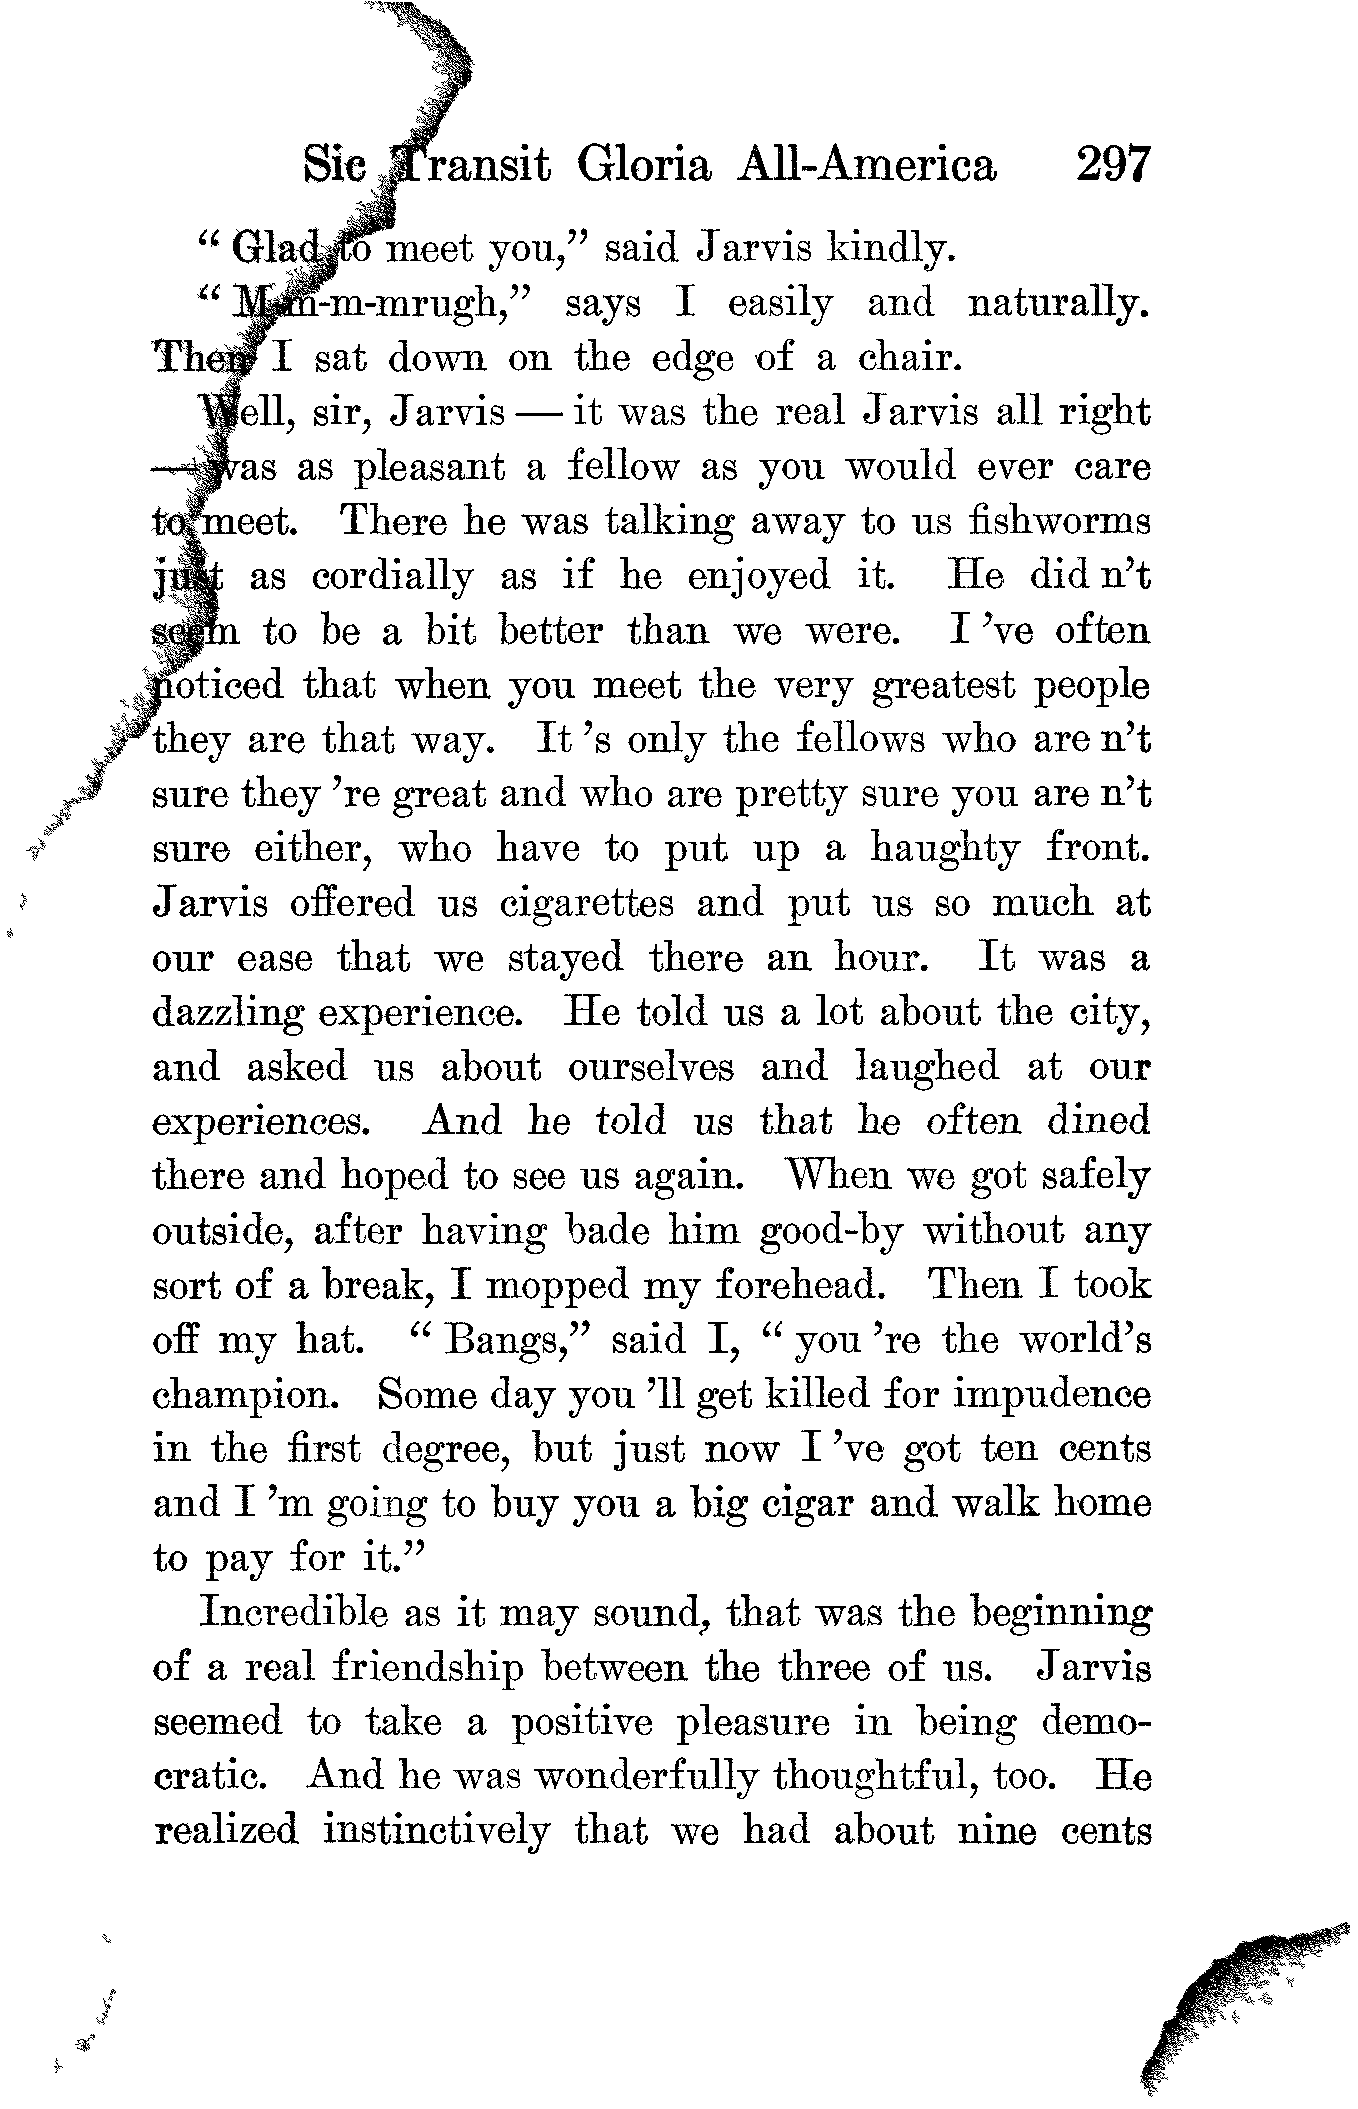 Sic Transit Gloria All-America 297
“ Glad to meet you,” said Jarvis kindly.
“ M-m-m-mrugh,” says I easily and naturally.
Then I sat down on the edge of a chair.
Well, sir, Jarvis — it was the real Jarvis all right
— was as pleasant a fellow as you would ever care
to meet. There he was talking away to us fishworms
just as cordially as if he enjoyed it. He did n’t
seem to be a bit better than we were. I ’ve often
noticed that when you meet the very greatest people
they are that way. It ’s only the fellows who are n’t
sure they ’re great and who are pretty sure you are n’t
sure either, who have to put up a haughty front.
Jarvis offered us cigarettes and put us so much at
our ease that we stayed there an hour. It was a
dazzling experience. He told us a lot about the city,
and asked us about ourselves and laughed at our
experiences. And he told us that he often dined
there and hoped to see us again. When we got safely
outside, after having bade him good-by without any
sort of a break, I mopped my forehead. Then I took
off my hat. “ Bangs,” said I, “ you ’re the world’s
champion. Some day you ’ll get killed for impudence
in the first degree, but just now I ’ve got ten cents
and I ’m going to buy you a big cigar and walk home
to pay for it.”
Incredible as it may sound, that was the beginning
of a real friendship between the three of us. Jarvis
seemed to take a positive pleasure in being demo-
cratic. And he was wonderfully thoughtful, too. He
realized instinctively that we had about nine cents